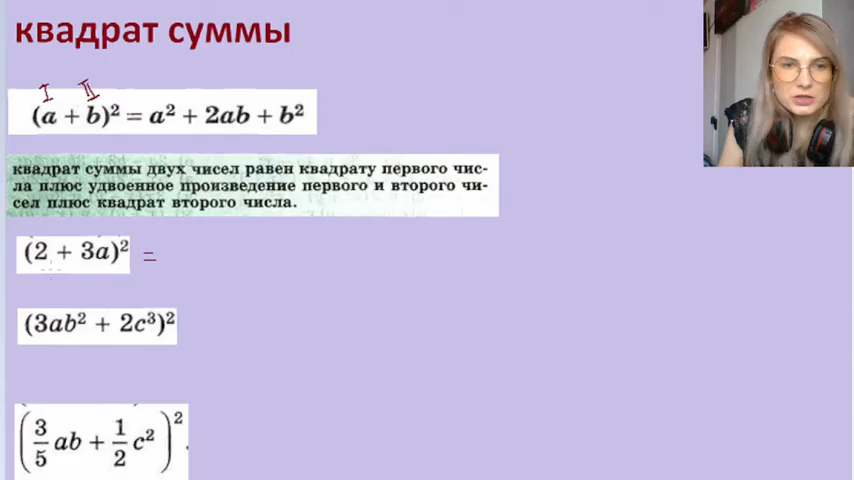 квадрат суммы
I II
(a + b)² = a² + 2ab + b²
квадрат суммы двух чисел равен квадрату первого чис-
ла плюс удвоенное произведение первого и второго чи-
сел плюс квадрат второго числа.
(2 + 3a)² =
(3ab² + 2c³)²
(3/5 ab + 1/2 c²)².